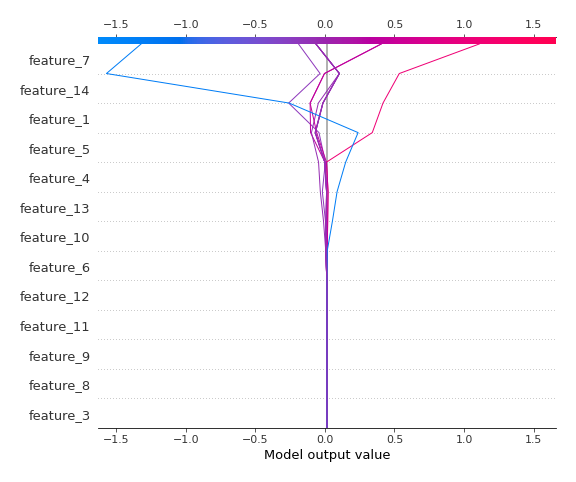 −1.5 −1.0 −0.5 0.0 0.5 1.0 1.5
feature_7
feature_14
feature_1
feature_5
feature_4
feature_13
feature_10
feature_6
feature_12
feature_11
feature_9
feature_8
feature_3
−1.5 −1.0 −0.5 0.0 0.5 1.0 1.5
Model output value